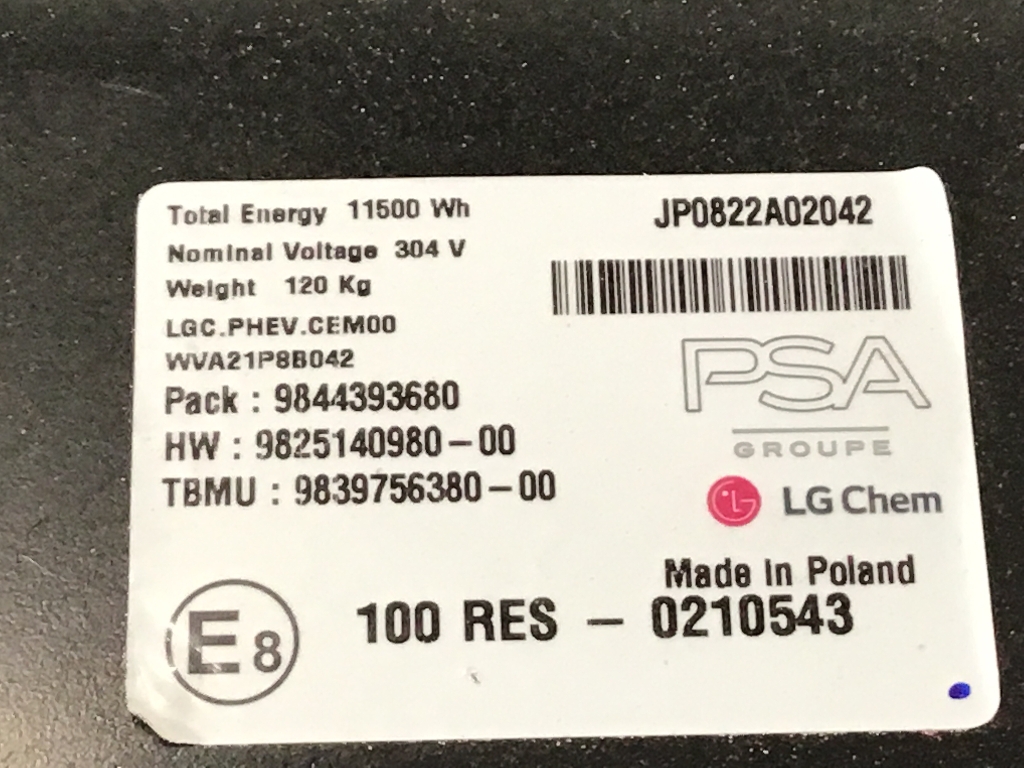 Total Energy 11500 Wh
Nominal Voltage 304 V
Weight 120 Kg
LGC.PHEV.CEM00
WVA21P8B042
Pack : 9844393680
HW : 9825140980-00
TBMU : 9839756380-00
JP0822A02042
PSA
GROUPE
LG Chem
Made in Poland
E8
100 RES - 0210543